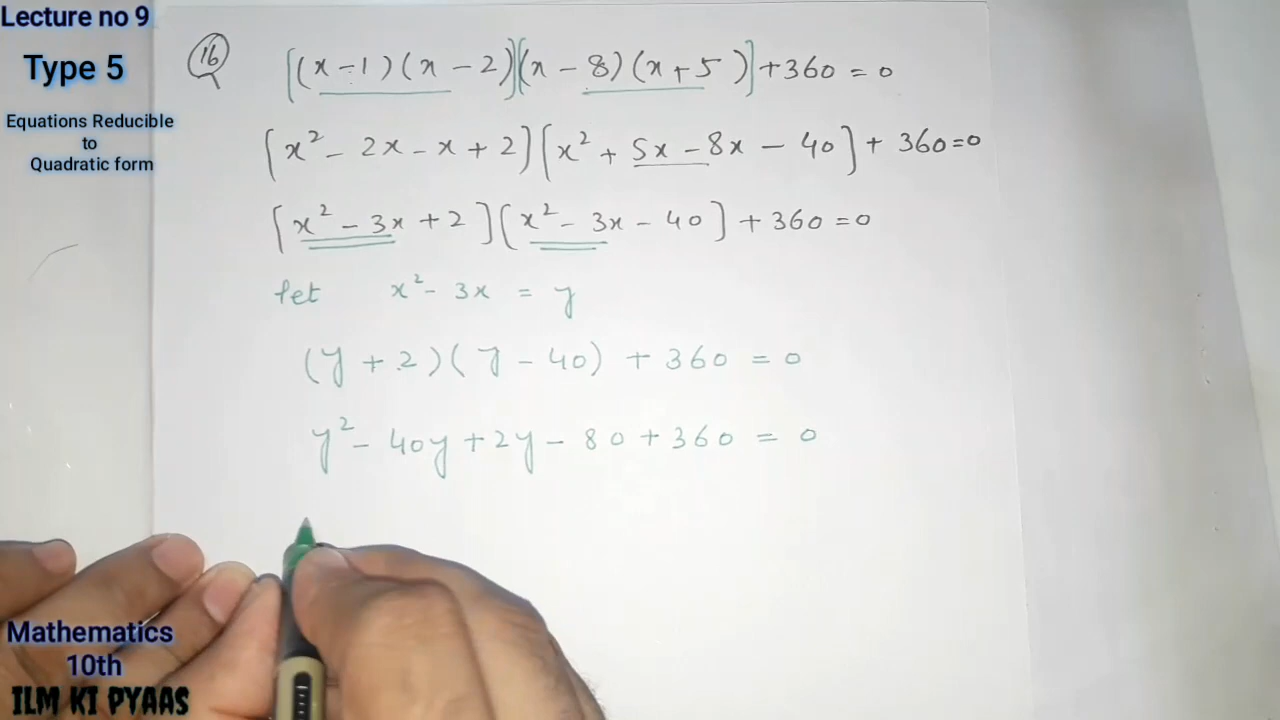 Lecture no 9
Type 5
Equations Reducible
to
Quadratic form
16
[(x-1)(x-2)][(x-8)(x+5)]+360=0
[x²-2x-x+2][x²+5x-8x-40]+360=0
[x²-3x+2][x²-3x-40]+360=0
let x²-3x=y
(y+2)(y-40)+360=0
y²-40y+2y-80+360=0
Mathematics
10th
ILM KI PYAAS